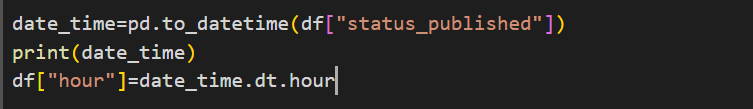 date_time=pd.to_datetime(df["status_published"])
print(date_time)
df["hour"]=date_time.dt.hour